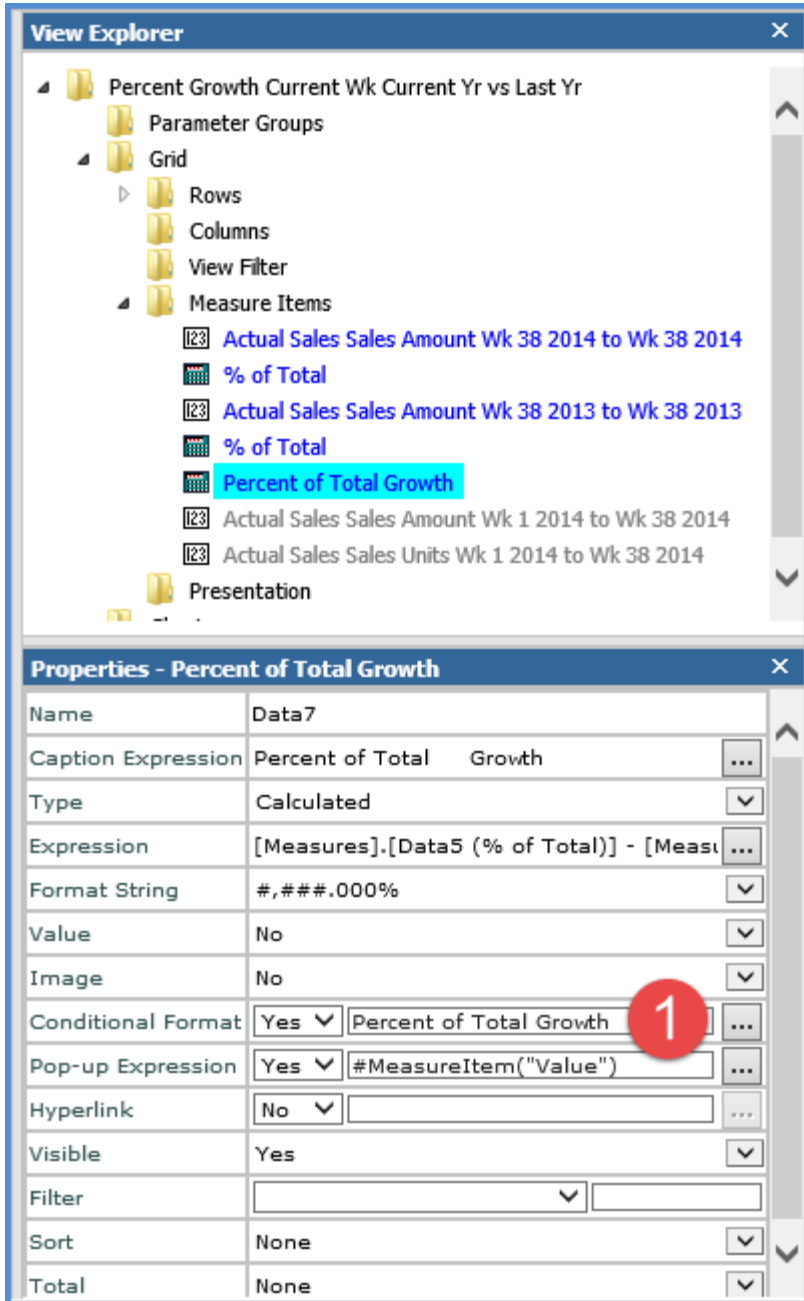 View Explorer
Percent Growth Current Wk Current Yr vs Last Yr
Parameter Groups
Grid
Rows
Columns
View Filter
Measure Items
123 Actual Sales Sales Amount Wk 38 2014 to Wk 38 2014
% of Total
123 Actual Sales Sales Amount Wk 38 2013 to Wk 38 2013
% of Total
Percent of Total Growth
123 Actual Sales Sales Amount Wk 1 2014 to Wk 38 2014
123 Actual Sales Sales Units Wk 1 2014 to Wk 38 2014
Presentation
Properties - Percent of Total Growth
Name Data7
Caption Expression Percent of Total Growth ...
Type Calculated
Expression [Measures].[Data5 (% of Total)] - [Measu ...
Format String #,###.000%
Value No
Image No
Conditional Format Yes Percent of Total Growth 1 ...
Pop-up Expression Yes #MeasureItem("Value") ...
Hyperlink No ...
Visible Yes
Filter
Sort None
Total None